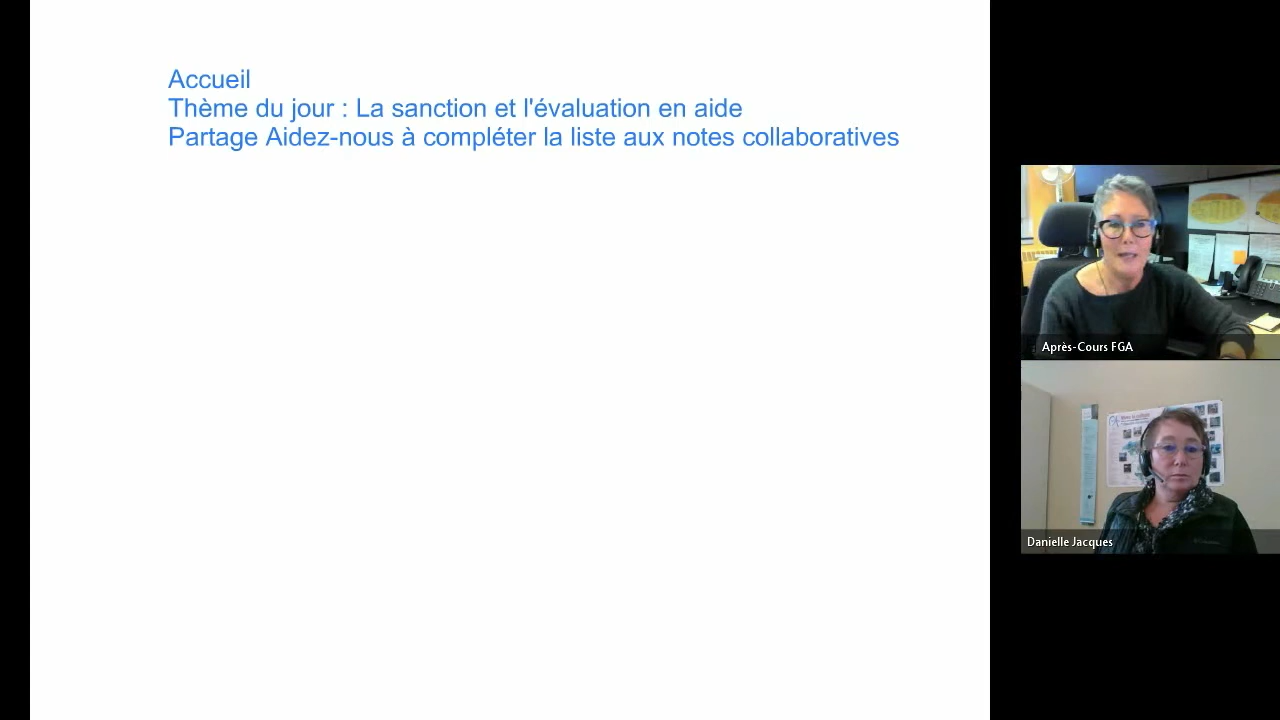 Accueil
Thème du jour : La sanction et l'évaluation en aide
Partage Aidez-nous à compléter la liste aux notes collaboratives
Après-Cours FGA
Danielle Jacques